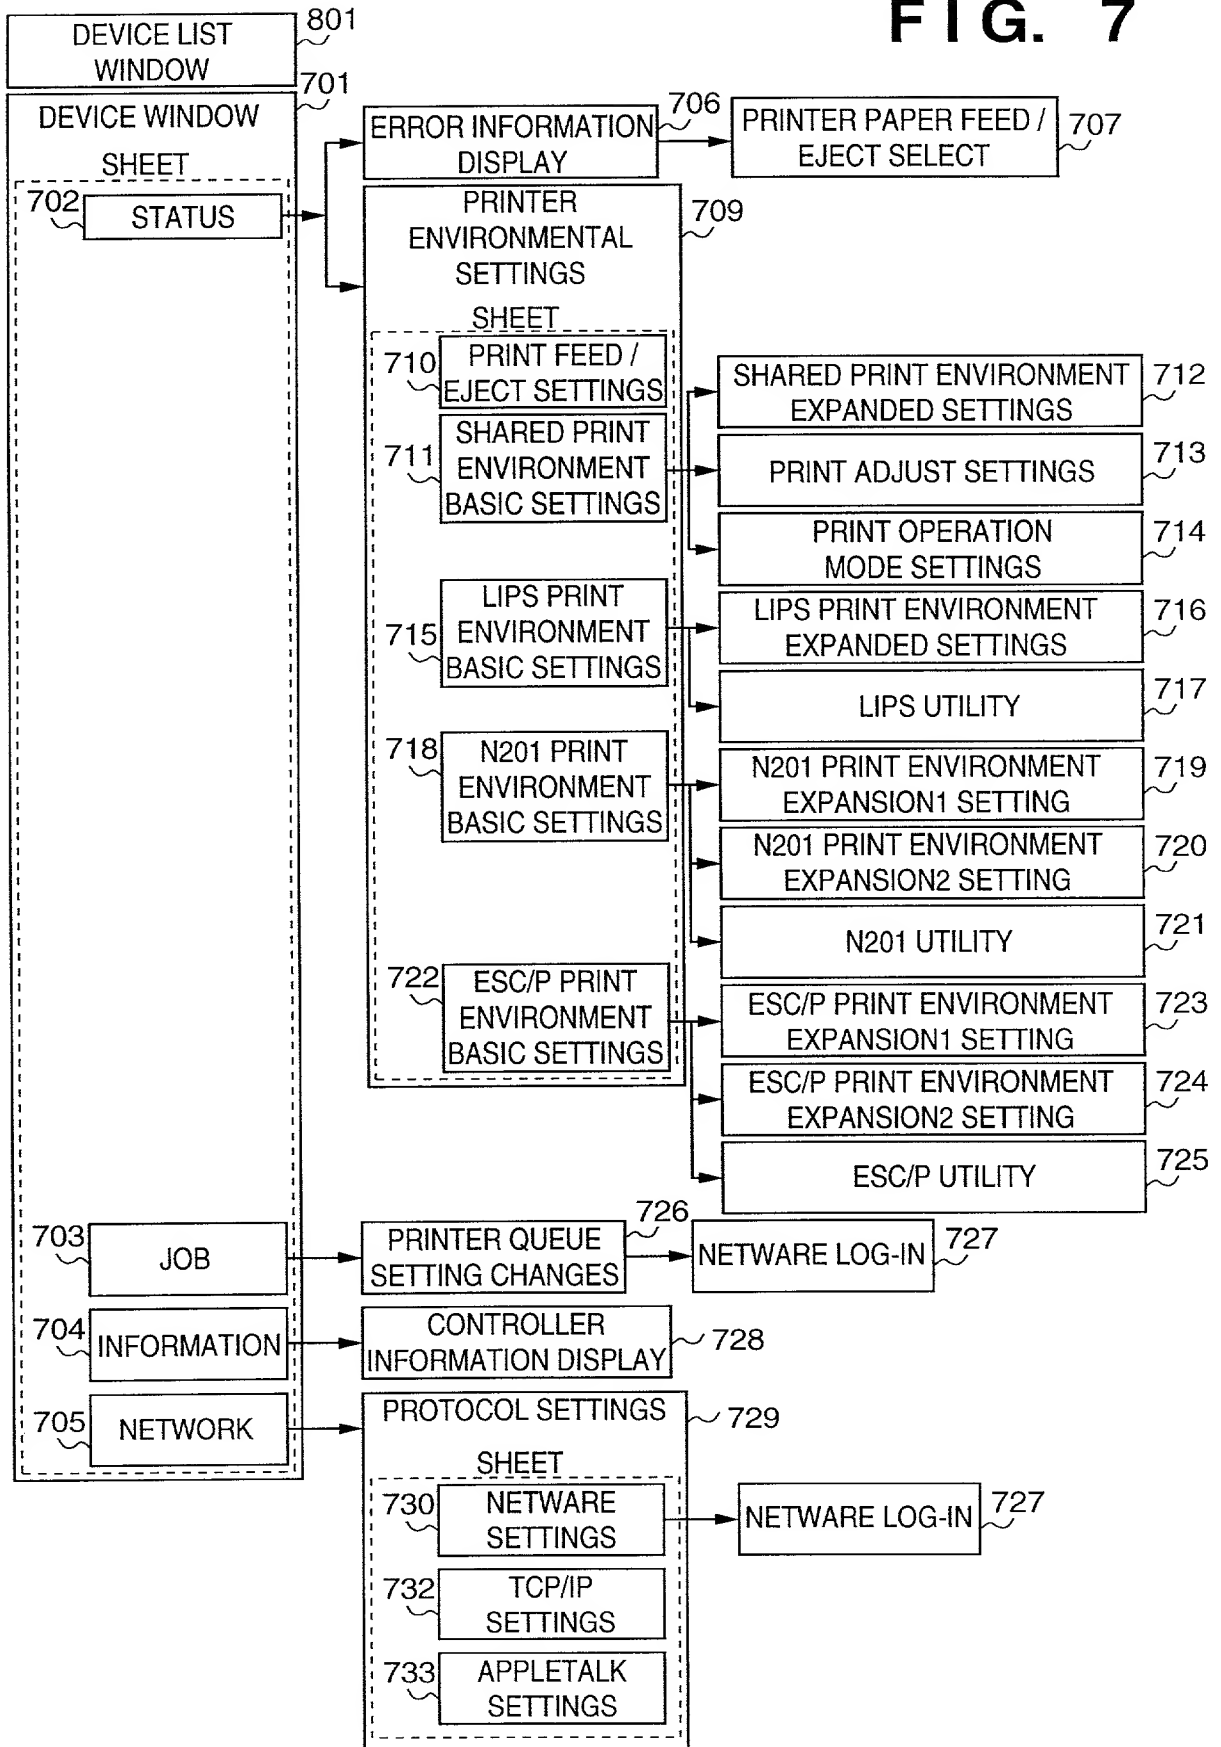 FIG. 7
801
DEVICE LIST
WINDOW
701
DEVICE WINDOW
SHEET
702
STATUS
706
ERROR INFORMATION
DISPLAY
PRINTER PAPER FEED /
EJECT SELECT
707
PRINTER
ENVIRONMENTAL
SETTINGS
709
SHEET
710
PRINT FEED /
EJECT SETTINGS
711
SHARED PRINT
ENVIRONMENT
BASIC SETTINGS
SHARED PRINT ENVIRONMENT
EXPANDED SETTINGS
712
PRINT ADJUST SETTINGS
713
PRINT OPERATION
MODE SETTINGS
714
715
LIPS PRINT
ENVIRONMENT
BASIC SETTINGS
LIPS PRINT ENVIRONMENT
EXPANDED SETTINGS
716
LIPS UTILITY
717
718
N201 PRINT
ENVIRONMENT
BASIC SETTINGS
N201 PRINT ENVIRONMENT
EXPANSION1 SETTING
719
N201 PRINT ENVIRONMENT
EXPANSION2 SETTING
720
N201 UTILITY
721
722
ESC/P PRINT
ENVIRONMENT
BASIC SETTINGS
ESC/P PRINT ENVIRONMENT
EXPANSION1 SETTING
723
ESC/P PRINT ENVIRONMENT
EXPANSION2 SETTING
724
ESC/P UTILITY
725
703
JOB
PRINTER QUEUE
SETTING CHANGES
726
NETWARE LOG-IN
727
704
INFORMATION
CONTROLLER
INFORMATION DISPLAY
728
705
NETWORK
PROTOCOL SETTINGS
729
SHEET
730
NETWARE
SETTINGS
NETWARE LOG-IN
727
732
TCP/IP
SETTINGS
733
APPLETALK
SETTINGS